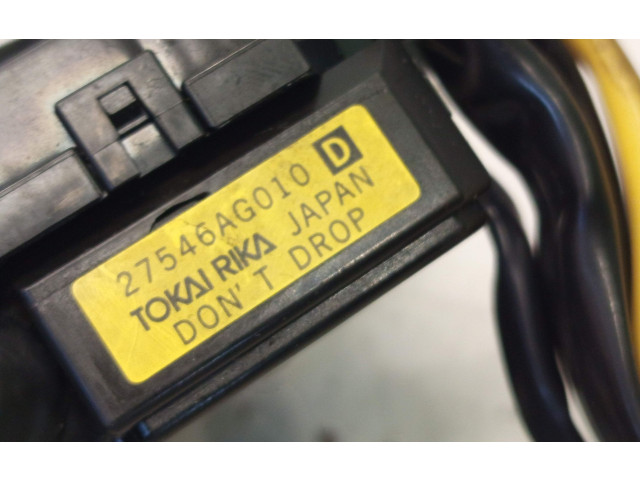 27546AG010 D
TOKAI RIKA JAPAN
DON'T DROP